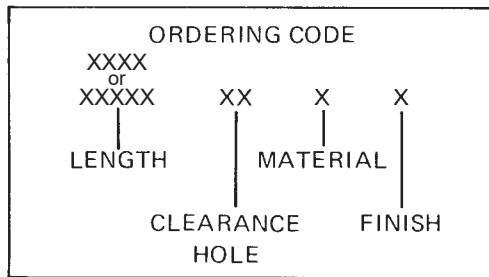 ORDERING CODE
XXXX
or
XXXXX XX X X
LENGTH MATERIAL
CLEARANCE FINISH
HOLE